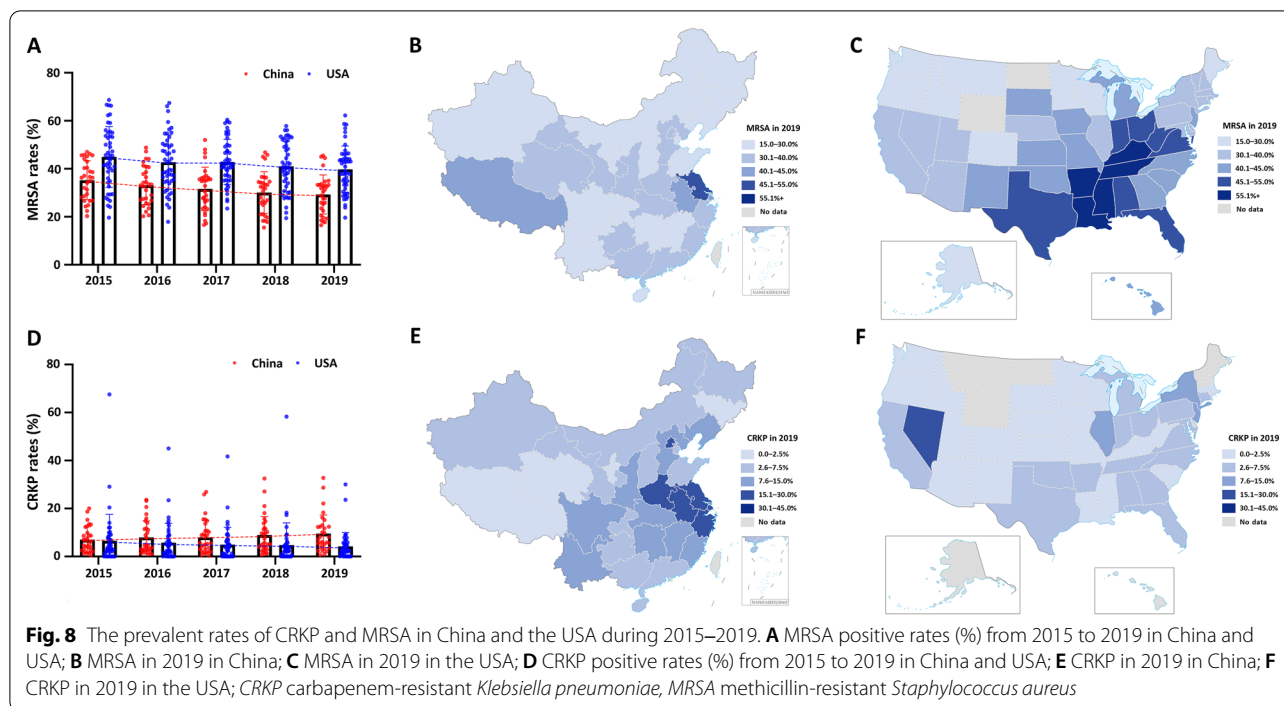 A
80
60
40
20
0
MRSA rates (%)
China
USA
2015
2016
2017
2018
2019
B
MRSA in 2019
15.0–30.0%
30.1–40.0%
40.1–45.0%
45.1–55.0%
55.1%+
No data
C
MRSA in 2019
15.0–30.0%
30.1–40.0%
40.1–45.0%
45.1–55.0%
55.1%+
No data
D
80
60
40
20
0
CRKP rates (%)
China
USA
2015
2016
2017
2018
2019
E
CRKP in 2019
0.0–2.5%
2.6–7.5%
7.6–15.0%
15.1–30.0%
30.1–45.0%
No data
F
CRKP in 2019
0.0–2.5%
2.6–7.5%
7.6–15.0%
15.1–30.0%
30.1–45.0%
No data
Fig. 8 The prevalent rates of CRKP and MRSA in China and the USA during 2015–2019. A MRSA positive rates (%) from 2015 to 2019 in China and
USA; B MRSA in 2019 in China; C MRSA in 2019 in the USA; D CRKP positive rates (%) from 2015 to 2019 in China and USA; E CRKP in 2019 in China; F
CRKP in 2019 in the USA; CRKP carbapenem-resistant Klebsiella pneumoniae, MRSA methicillin-resistant Staphylococcus aureus